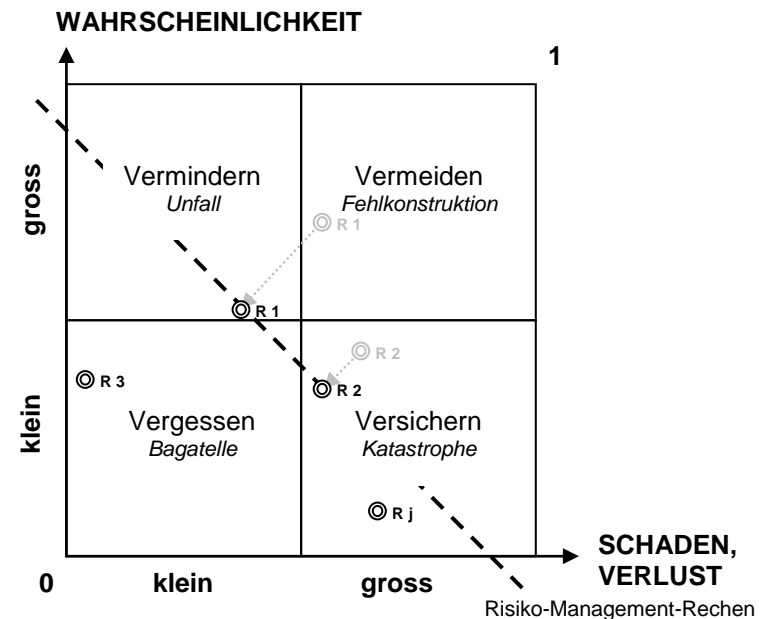 WAHRSCHEINLICHKEIT
1
gross
Vermindern
Unfall
Vermeiden
Fehlkonstruktion
R 1
R 1
R 2
R 3
R 2
klein
Vergessen
Bagatelle
Versichern
Katastrophe
R j
0
klein
gross
SCHADEN,
VERLUST
Risiko-Management-Rechen